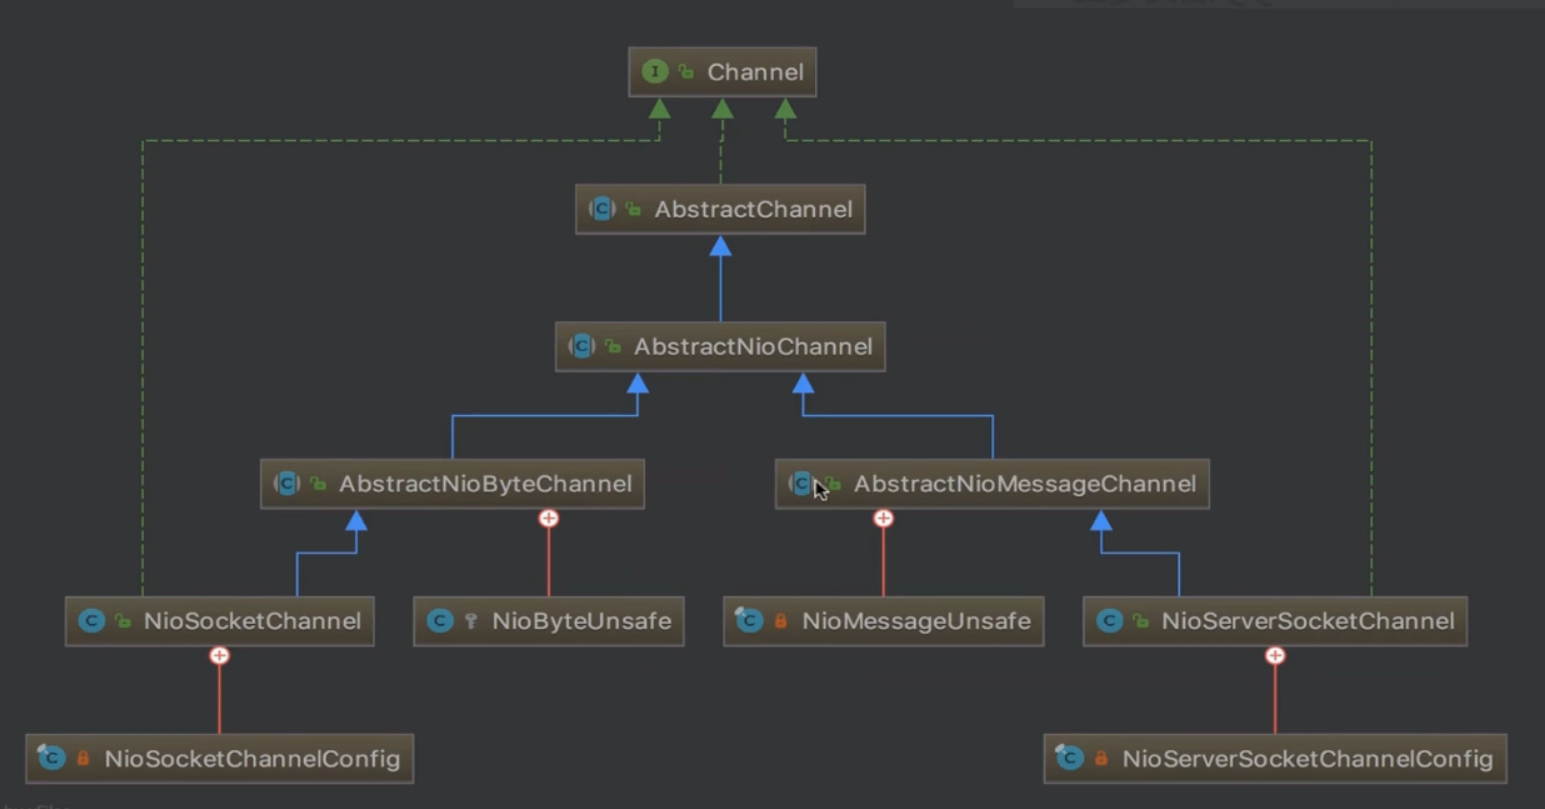 Channel
AbstractChannel
AbstractNioChannel
AbstractNioByteChannel
AbstractNioMessageChannel
NioSocketChannel
NioByteUnsafe
NioMessageUnsafe
NioServerSocketChannel
NioSocketChannelConfig
NioServerSocketChannelConfig